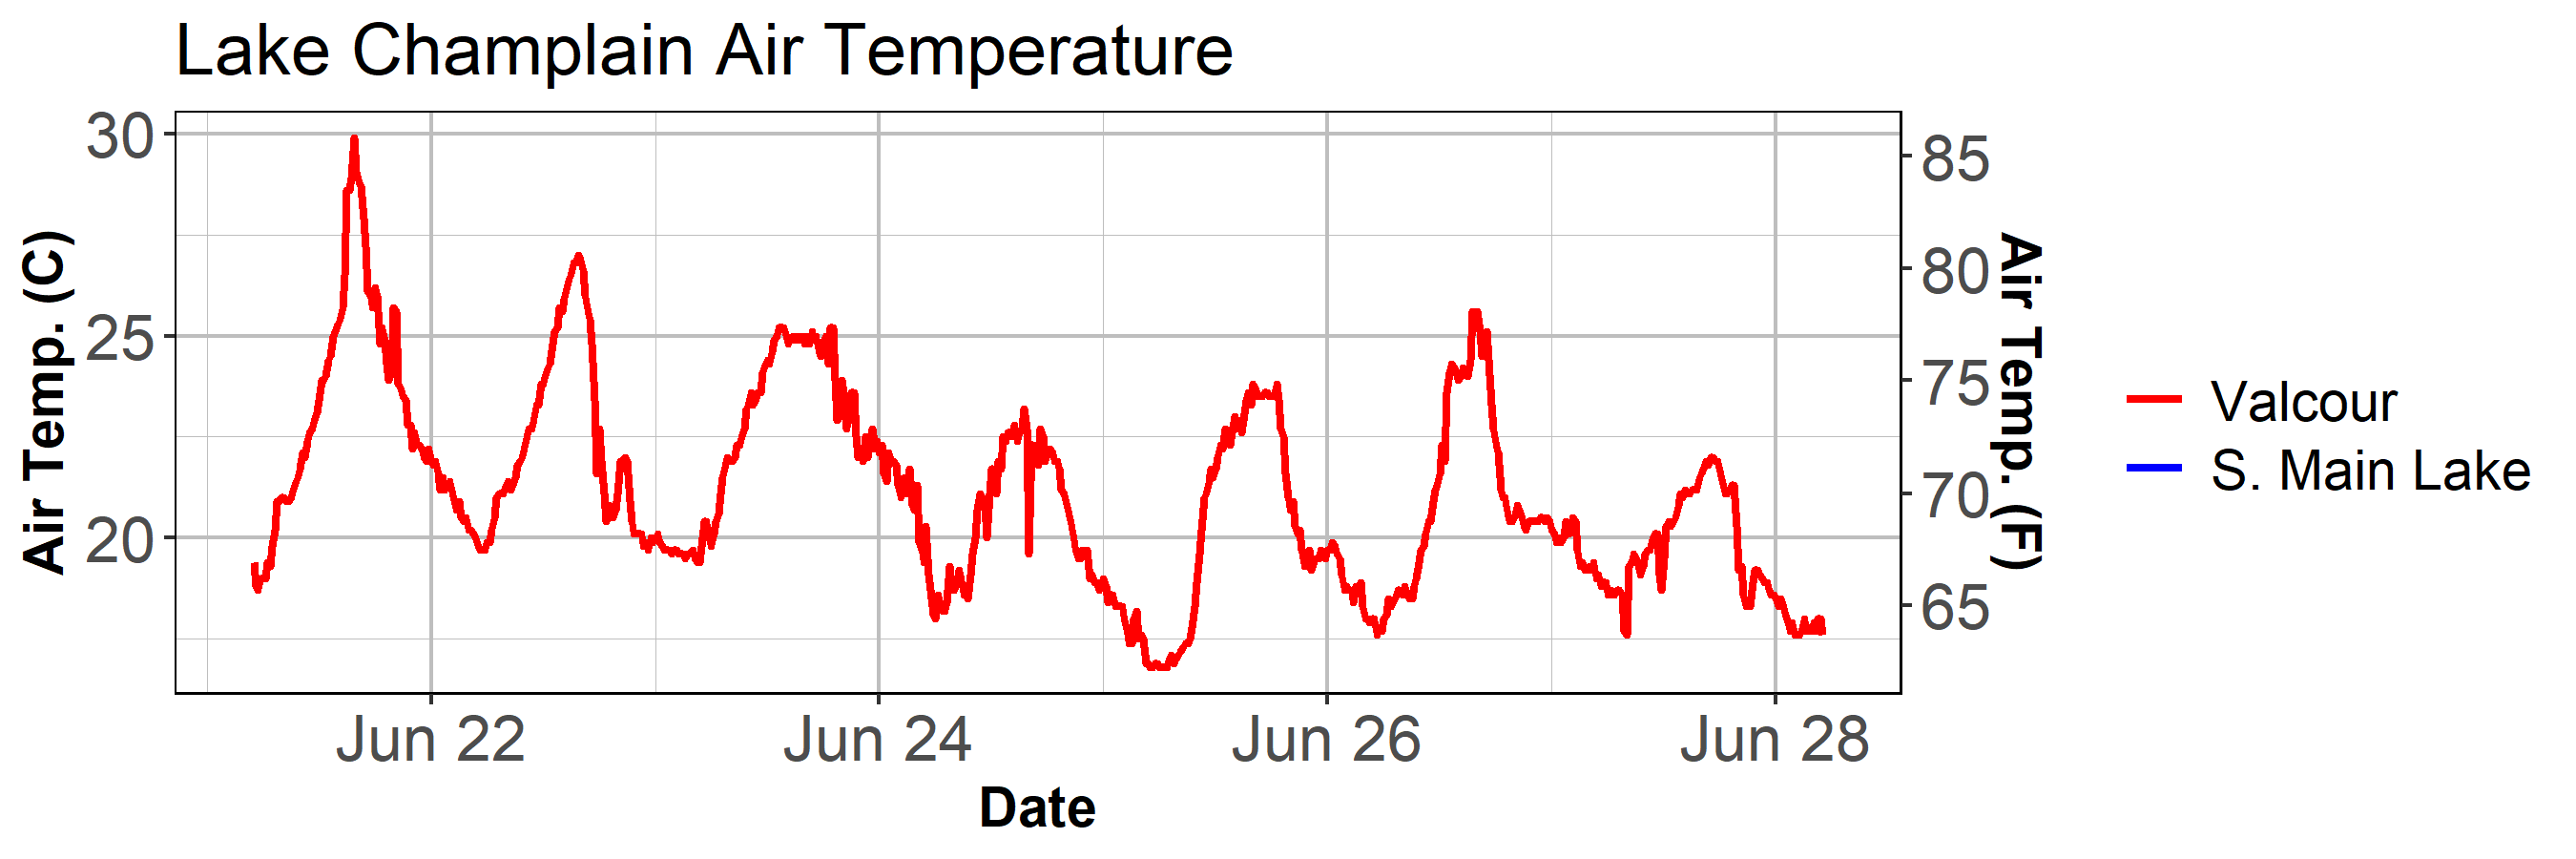 Lake Champlain Air Temperature
Air Temp. (C)
30
25
20
85
80
75
70
65
Air Temp. (F)
Jun 22
Jun 24
Jun 26
Jun 28
Date
Valcour
S. Main Lake